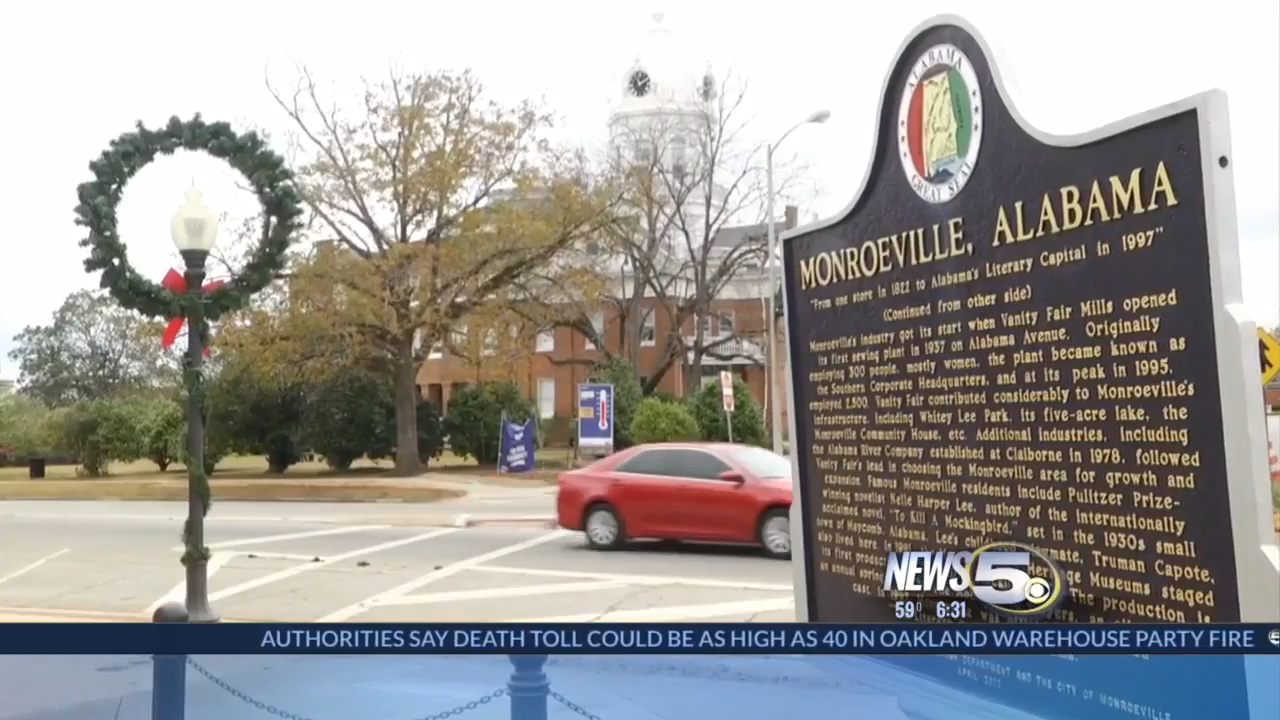 ALABAMA
GREAT SEAL
MONROEVILLE, ALABAMA
"From one store in 1822 to Alabama's Literary Capital in 1997"
(Continued from other side)
Monroeville's industry got its start when Vanity Fair Mills opened
its first sewing plant in 1937 on Alabama Avenue. Originally
employing 300 people, mostly women, the plant became known as
the Southern Corporate Headquarters, and at its peak in 1995,
employed 2,500. Vanity Fair contributed considerably to Monroeville's
infrastructure, including Whitey Lee Park, its five-acre lake, the
Monroeville Community House, etc. Additional industries, including
the Alabama River Company established at Claiborne in 1978, followed
Vanity Fair's lead in choosing the Monroeville area for growth and
expansion. Famous Monroeville residents include Pulitzer Prize-
winning novelist Nelle Harper Lee, author of the internationally
acclaimed novel, "To Kill A Mockingbird," set in the 1930s small
town of Maycomb, Alabama. Lee's
Truman Capote,
also lived here. In
Museums staged
its first
an annual spring
The production is
NEWS 5
59° 6:31
AUTHORITIES SAY DEATH TOLL COULD BE AS HIGH AS 40 IN OAKLAND WAREHOUSE PARTY FIRE
DEPARTMENT AND THE CITY OF MONROEVILLE
APRIL